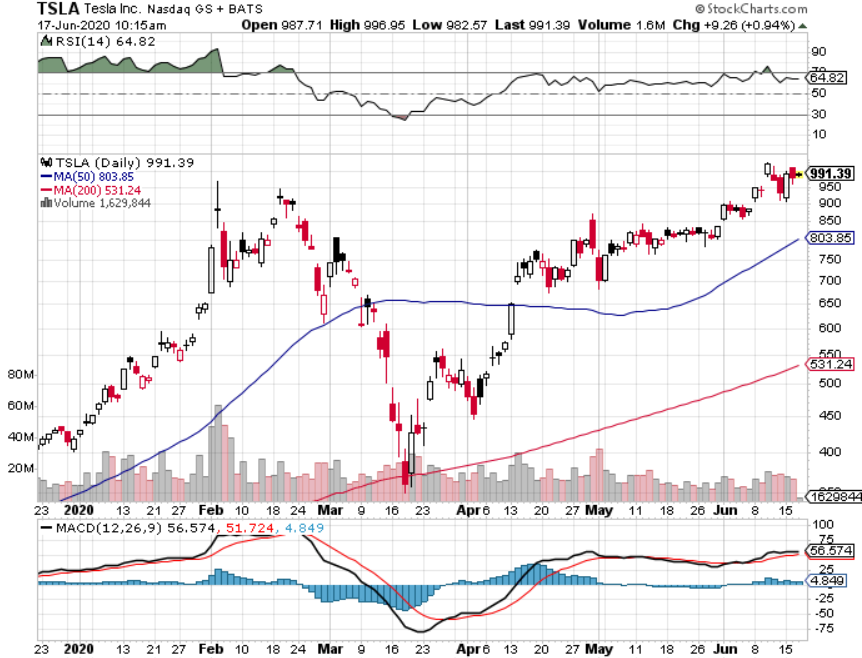 TSLA Tesla Inc. Nasdaq GS + BATS © StockCharts.com
17-Jun-2020 10:15am Open 987.71 High 996.95 Low 982.57 Last 991.39 Volume 1.6M Chg +9.26 (+0.94%)
RSI(14) 64.82
90
70
64.82
50
30
10
TSLA (Daily) 991.39
MA(50) 803.85
MA(200) 531.24
Volume 1,629,844
991.39
950
900
850
803.85
750
700
650
600
550
531.24
500
450
400
1629844
80M
60M
40M
20M
23 2020 13 21 27 Feb 10 18 24 Mar 9 16 23 Apr 6 13 20 27 May 11 18 26 Jun 8 15
MACD(12,26,9) 56.574, 51.724, 4.849
100
75
56.574
25
4.849
-25
-50
-75
23 2020 13 21 27 Feb 10 18 24 Mar 9 16 23 Apr 6 13 20 27 May 11 18 26 Jun 8 15